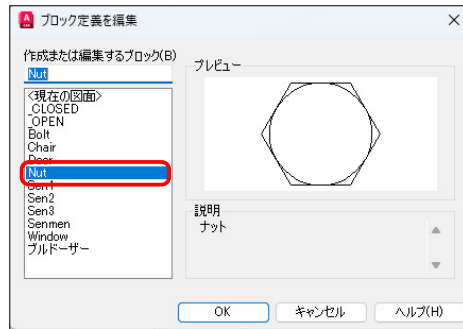 ブロック定義を編集
作成または編集するブロック(B)
Nut
<現在の図面>
_CLOSED
_OPEN
Bolt
Chair
Door
Nut
Sen1
Sen2
Sen3
Senmen
Window
ブルドーザー
プレビュー
説明
ナット
OK
キャンセル
ヘルプ(H)